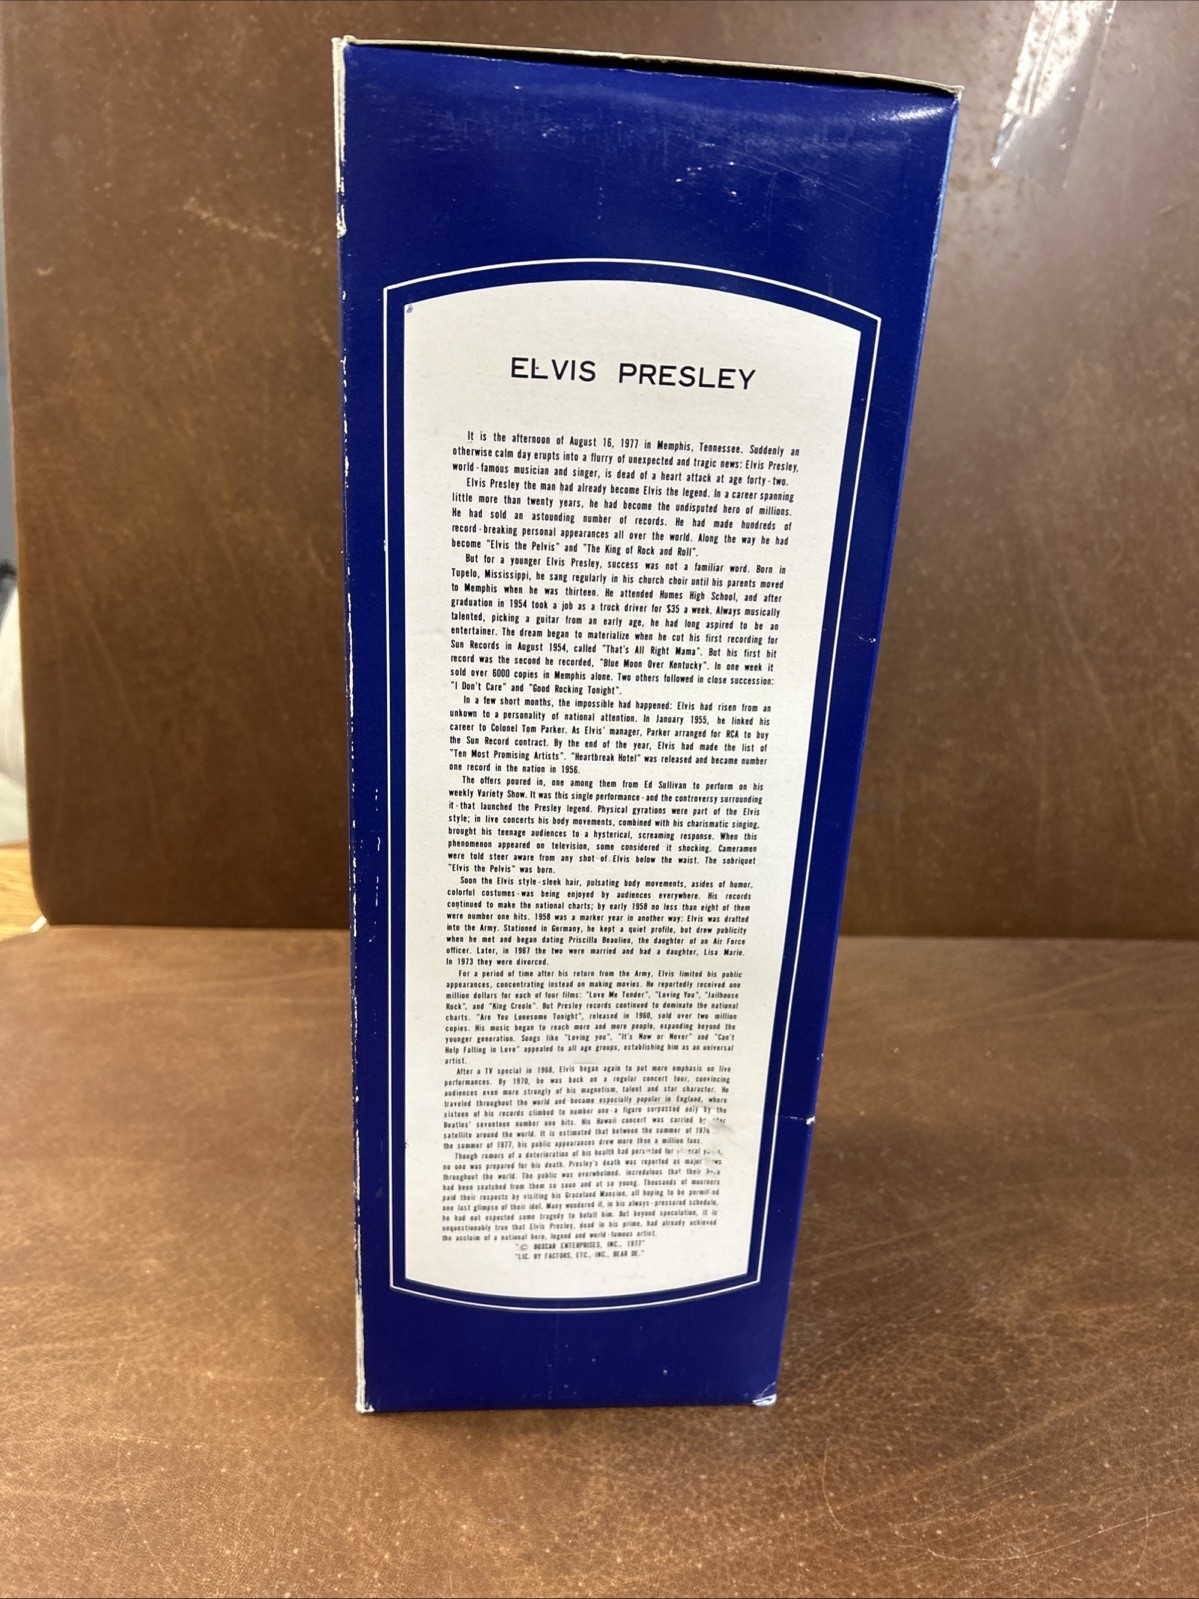 ELVIS PRESLEY
It is the afternoon of August 16, 1977 in Memphis, Tennessee. Suddenly an
otherwise calm day erupts into a flurry of unexpected and tragic news: Elvis Presley,
world-famous musician and singer, is dead of a heart attack at age forty-two.
Elvis Presley the man had already become Elvis the legend. In a career spanning
little more than twenty years, he had become the undisputed hero of millions.
He had sold an astounding number of records. He had made hundreds of
record-breaking personal appearances all over the world. Along the way he had
become "Elvis the Pelvis" and "The King of Rock and Roll".
But for a younger Elvis Presley, success was not a familiar word. Born in
Tupelo, Mississippi, he sang regularly in his church choir until his parents moved
to Memphis when he was thirteen. He attended Humes High School, and after
graduation in 1954 took a job as a truck driver for $35 a week. Always musically
talented, picking a guitar from an early age, he had long aspired to be an
entertainer. The dream began to materialize when he cut his first recording for
Sun Records in August 1954, called "That's All Right Mama". But his first hit
record was the second he recorded, "Blue Moon Over Kentucky". In one week it
sold over 6000 copies in Memphis alone. Two others followed in close succession:
"I Don't Care" and "Good Rocking Tonight".
In a few short months, the impossible had happened: Elvis had risen from an
unkown to a personality of national attention. In January 1955, he linked his
career to Colonel Tom Parker. As Elvis' manager, Parker arranged for RCA to buy
the Sun Record contract. By the end of the year, Elvis had made the list of
"Ten Most Promising Artists". "Heartbreak Hotel" was released and became number
one record in the nation in 1956.
The offers poured in, one among them from Ed Sullivan to perform on his
weekly Variety Show. It was this single performance-and the controversy surrounding
it-that launched the Presley legend. Physical gyrations were part of the Elvis
style; in live concerts his body movements, combined with his charismatic singing,
brought his teenage audiences to a hysterical, screaming response. When this
phenomenon appeared on television, some considered it shocking. Cameramen
were told steer aware from any shot of Elvis below the waist. The sobriquet
"Elvis the Pelvis" was born.
Soon the Elvis style-sleek hair, pulsating body movements, asides of humor,
colorful costumes-was being enjoyed by audiences everywhere. His records
continued to make the national charts; by early 1958 no less than eight of them
were number one hits. 1958 was a marker year in another way: Elvis was drafted
into the Army. Stationed in Germany, he kept a quiet profile, but drew publicity
when he met and began dating Priscilla Beaulieu, the daughter of an Air Force
officer. Later, in 1967 the two were married and had a daughter, Lisa Marie.
In 1973 they were divorced.
For a period of time after his return from the Army, Elvis limited his public
appearances, concentrating instead on making movies. He reportedly received one
million dollars for each of four films: "Love Me Tender", "Loving You", "Jailhouse
Rock", and "King Creole". But Presley records continued to dominate the national
charts. "Are You Lonesome Tonight", released in 1960, sold over two million
copies. His music began to reach more and more people, expanding beyond the
younger generation. Songs like "Loving you", "It's Now or Never" and "Can't
Help Falling in Love" appealed to all age groups, establishing him as an universal
artist.
After a TV special in 1968, Elvis began again to put more emphasis on live
performances. By 1970, he was back on a regular concert tour, convincing
audiences even more strongly of his magnetism, talent and star character. He
traveled throughout the world and became especially popular in England, where
sixteen of his records climbed to number one-a figure surpassed only by the
Beatles' seventeen number one hits. His Hawaii concert was carried by
satellite around the world. It is estimated that between the summer of 1976
the summer of 1977, his public appearances drew more than a million fans.
Though rumors of a deterioration of his health had persisted for
no one was prepared for his death. Presley's death was reported as major
throughout the world. The public was overwhelmed, incredulous that their
had been snatched from them so soon and at so young. Thousands of mourners
paid their respects by visiting his Graceland Mansion, all hoping to be permitted
one last glimpse of their idol. Many wondered if, in his always-pressured schedule,
he had not expected some tragedy to befall him. But beyond speculation, it is
unquestionably true that Elvis Presley, dead in his prime, had already achieved
the acclaim of a national hero, legend and world-famous artist.
"© BOXCAR ENTERPRISES, INC., 1977"
"LIC. BY FACTORS, ETC., INC., BEAR DE."